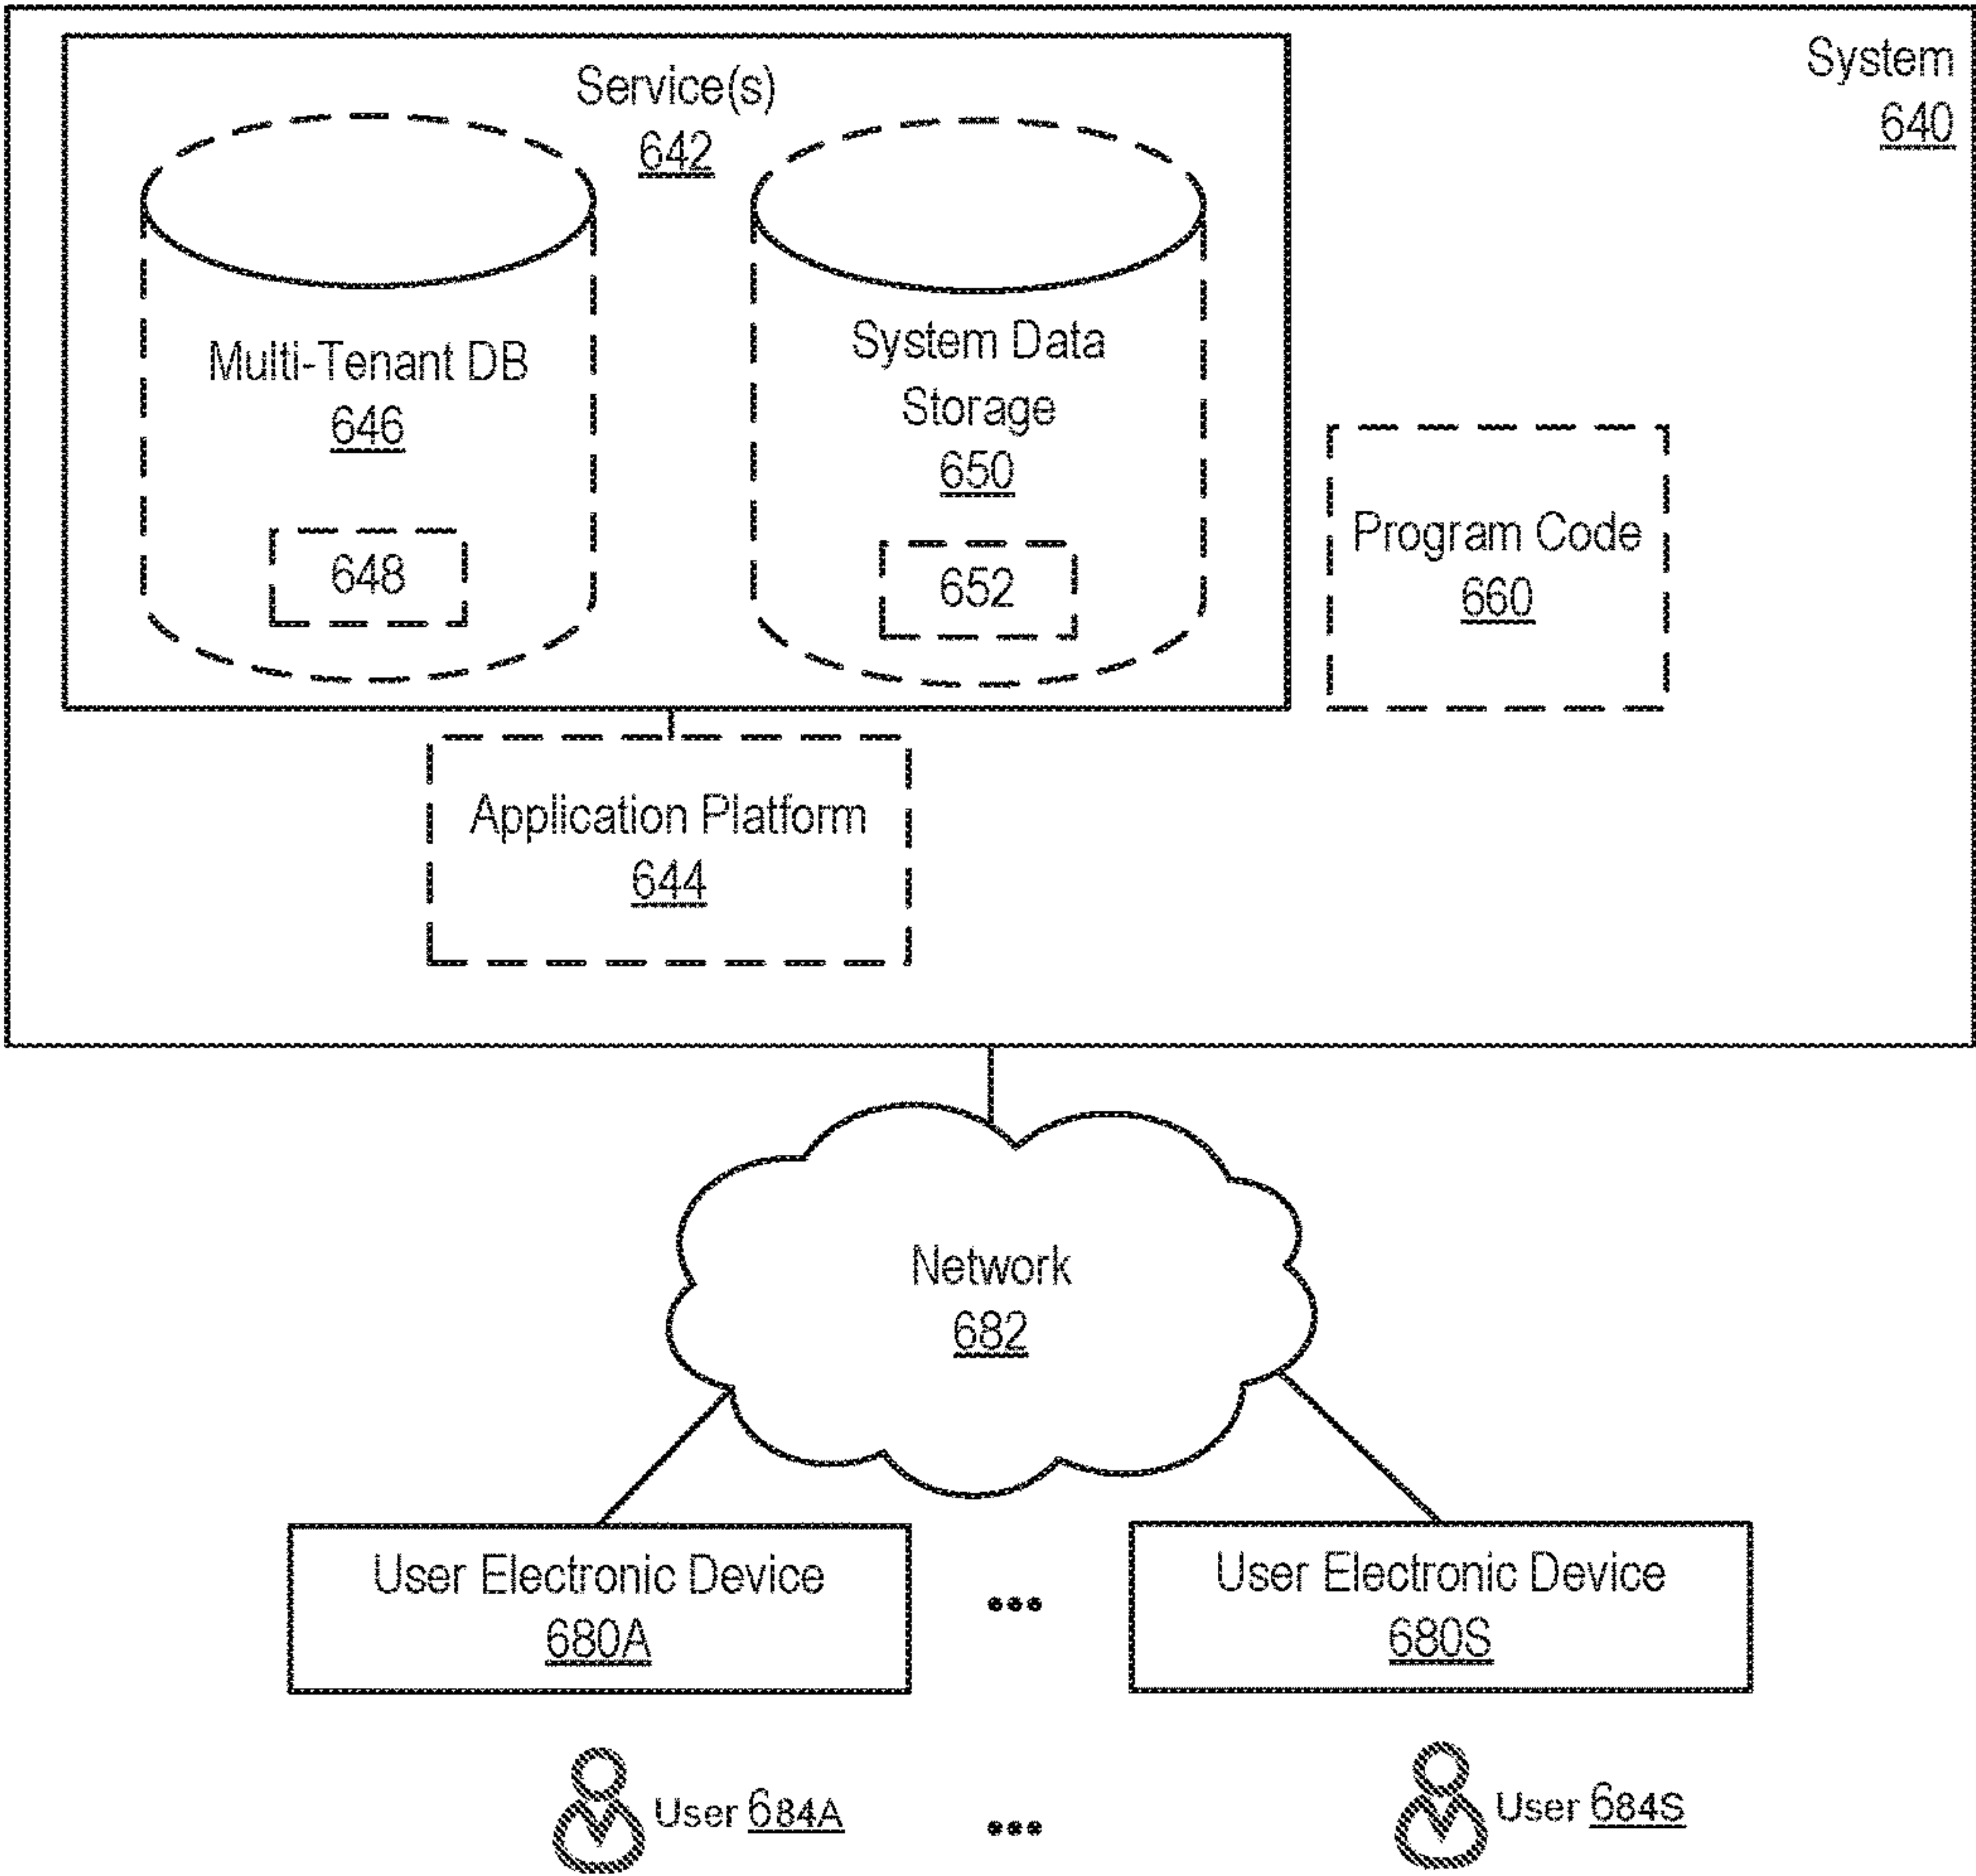 System
640
Service(s)
642
Multi-Tenant DB
646
648
System Data
Storage
650
652
Program Code
660
Application Platform
644
Network
682
User Electronic Device
680A
...
User Electronic Device
680S
User 684A
...
User 684S